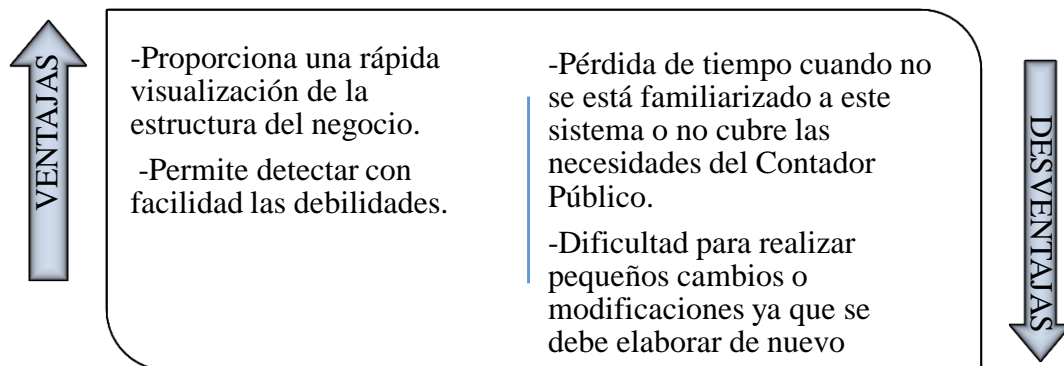 VENTAJAS
-Proporciona una rápida
visualización de la
estructura del negocio.
-Permite detectar con
facilidad las debilidades.
-Pérdida de tiempo cuando no
se está familiarizado a este
sistema o no cubre las
necesidades del Contador
Público.
-Dificultad para realizar
pequeños cambios o
modificaciones ya que se
debe elaborar de nuevo
DESVENTAJAS